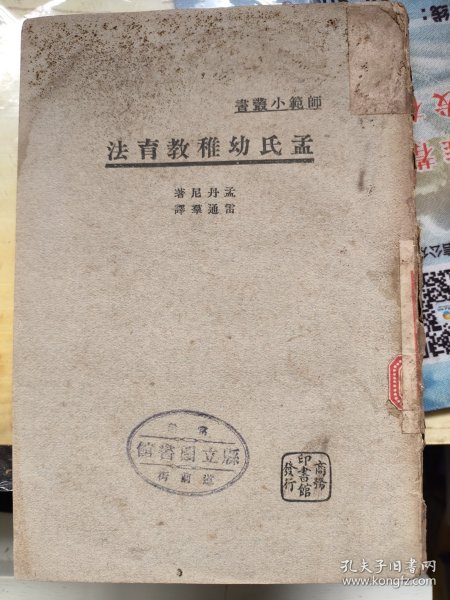 師範小叢書
孟氏幼稚教育法
孟丹尼著
雷通羣譯
縣立圖書館
商務
印書館
發行
孔夫子旧书网
www.kongfz.com